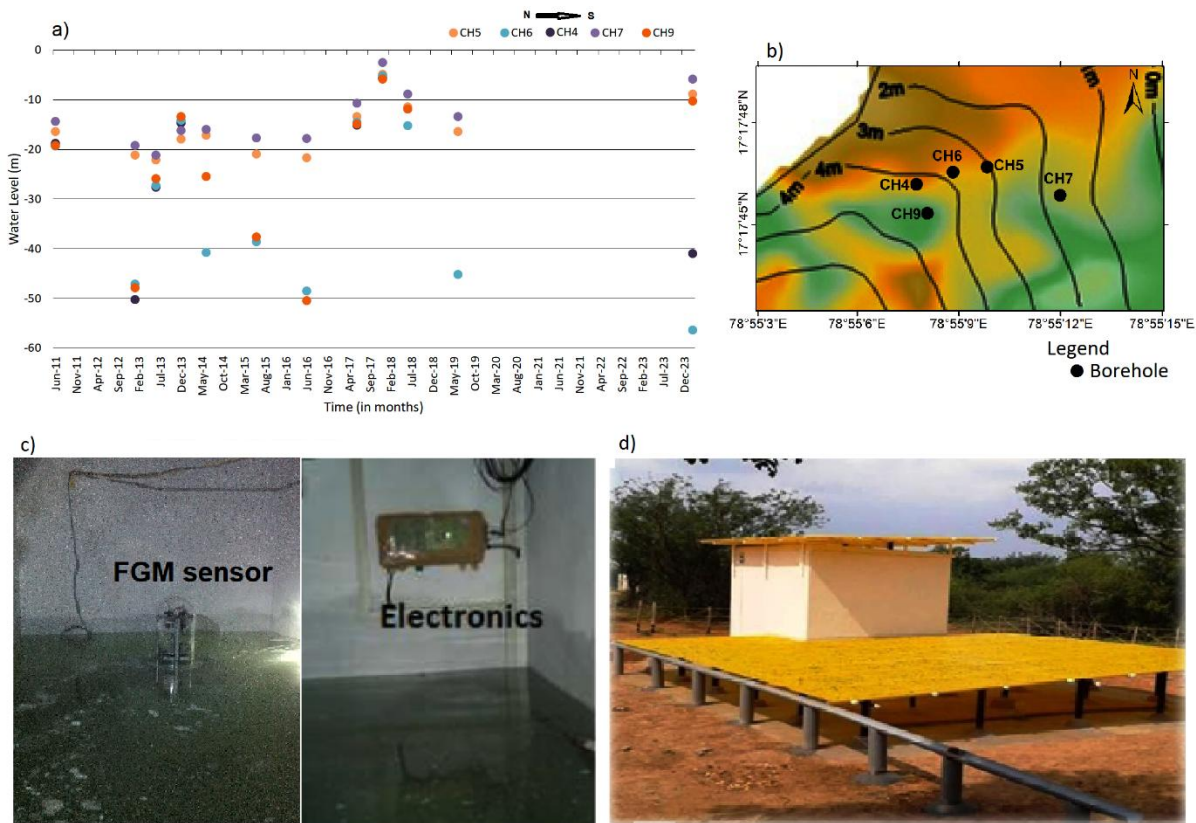 a)
N S
CH5 CH6 CH4 CH7 CH9
0
-10
-20
-30
-40
-50
-60
Water Level (m)
Jun-11 Nov-11 Apr-12 Sep-12 Feb-13 Jul-13 Dec-13 May-14 Oct-14 Mar-15 Aug-15 Jan-16 Jun-16 Nov-16 Apr-17 Sep-17 Feb-18 Jul-18 Dec-18 May-19 Oct-19 Mar-20 Aug-20 Jan-21 Jun-21 Nov-21 Apr-22 Sep-22 Feb-23 Jul-23 Dec-23
Time (in months)
b)
N
2m
1m
0m
3m
4m
4m
CH6
CH5
CH4
CH7
CH9
17°17'48"N
17°17'45"N
78°55'3"E 78°55'6"E 78°55'9"E 78°55'12"E 78°55'15"E
Legend
Borehole
c)
FGM sensor
Electronics
d)